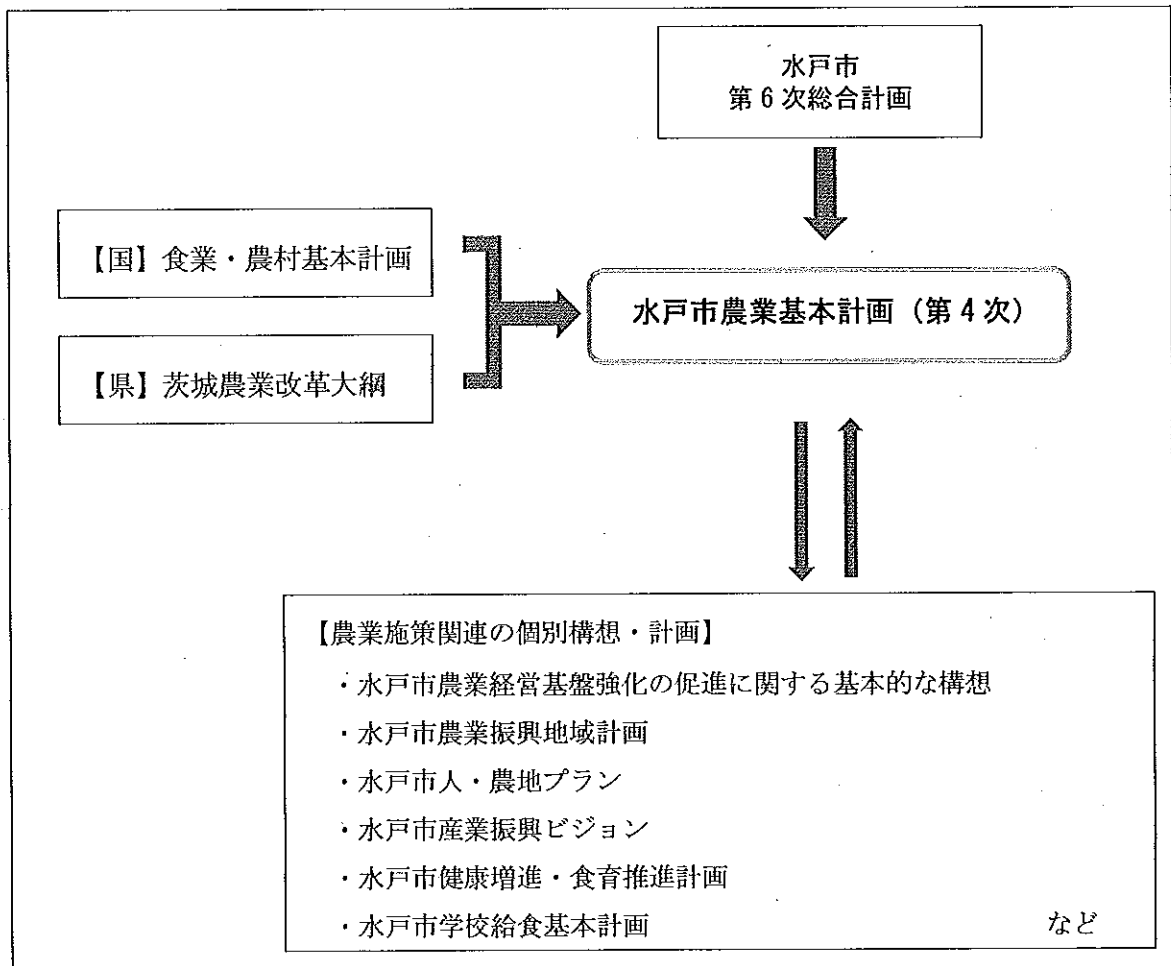 水戸市
第6次総合計画
【国】食業・農村基本計画
【県】茨城農業改革大綱
水戸市農業基本計画（第4次）
【農業施策関連の個別構想・計画】
・水戸市農業経営基盤強化の促進に関する基本的な構想
・水戸市農業振興地域計画
・水戸市人・農地プラン
・水戸市産業振興ビジョン
・水戸市健康増進・食育推進計画
・水戸市学校給食基本計画 など